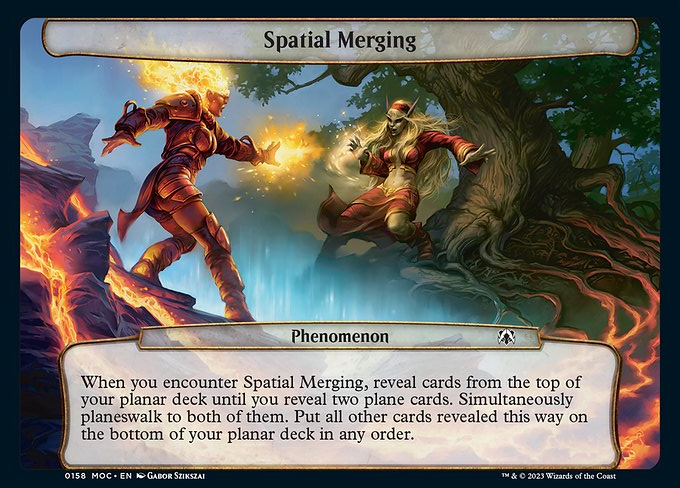 Spatial Merging
Phenomenon
When you encounter Spatial Merging, reveal cards from the top of
your planar deck until you reveal two plane cards. Simultaneously
planeswalk to both of them. Put all other cards revealed this way on
the bottom of your planar deck in any order.
0158 MOC • EN Gabor Szikszai
™ & © 2023 Wizards of the Coast